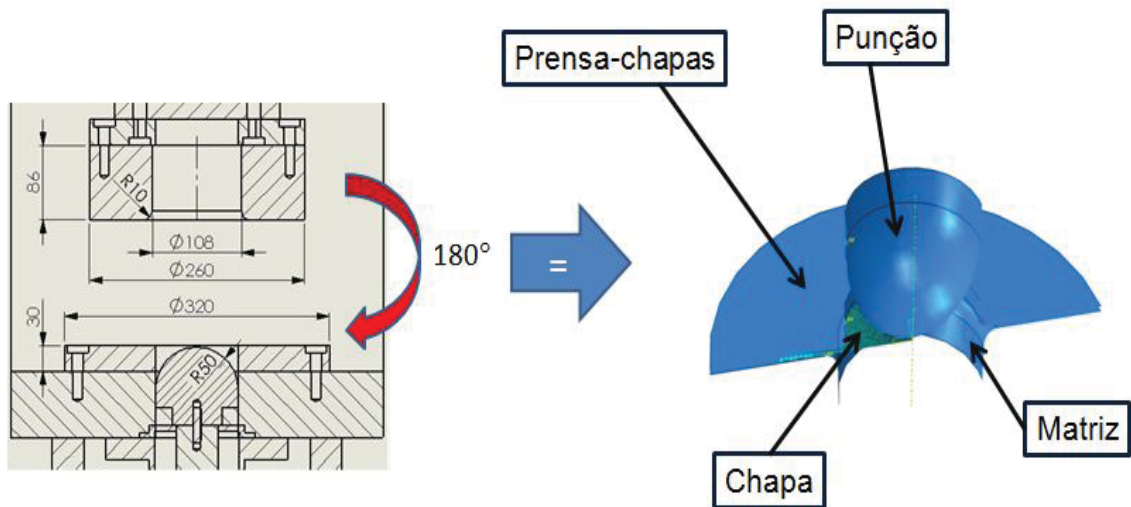 Punção
Prensa-chapas
86
R10
Ø108
Ø260
180°
=
Ø320
30
R50
Matriz
Chapa